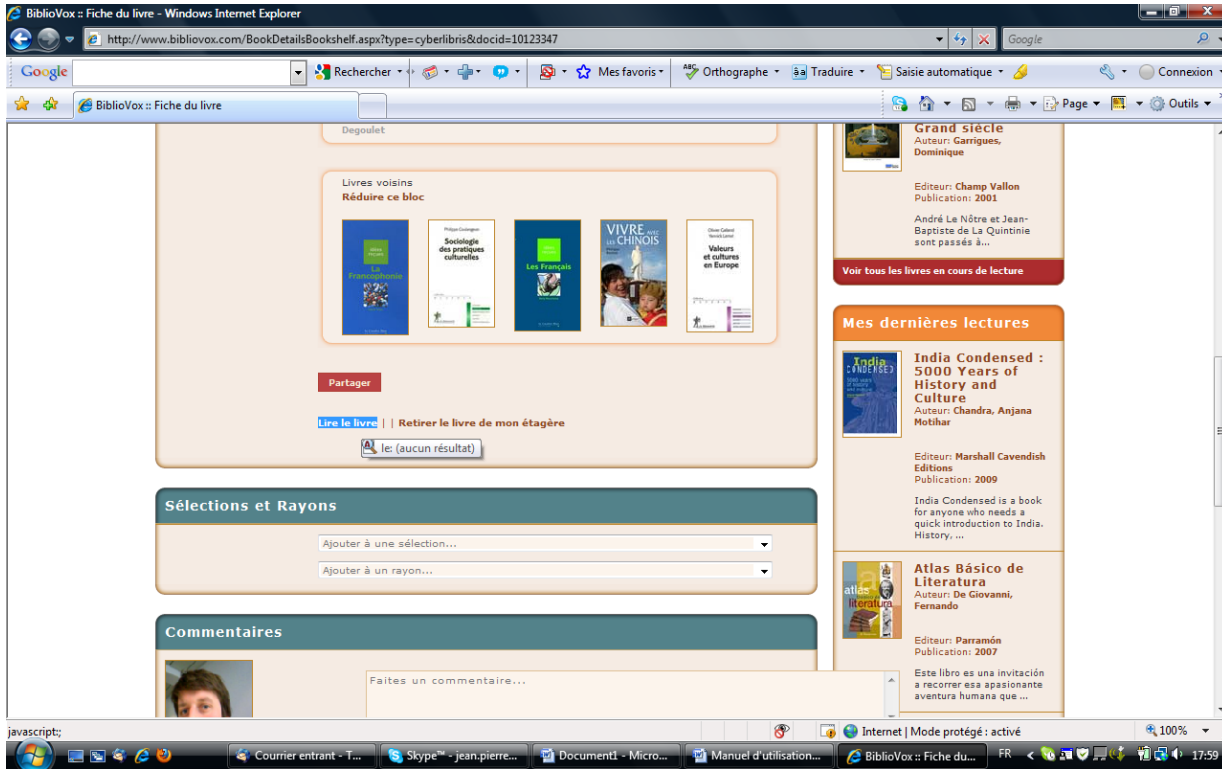 BiblioVox :: Fiche du livre - Windows Internet Explorer
http://www.bibliovox.com/BookDetailsBookshelf.aspx?type=cyberlibris&docid=10123347
Google
Google
Rechercher
Mes favoris
Orthographe
Traduire
Saisie automatique
Connexion
BiblioVox :: Fiche du livre
Page
Outils
Degoulet
Livres voisins
Réduire ce bloc
La Francophonie
Sociologie des pratiques culturelles
Les Français
VIVRE AVEC LES CHINOIS
Valeurs et cultures en Europe
Partager
Lire le livre | | Retirer le livre de mon étagère
le: (aucun résultat)
Sélections et Rayons
Ajouter à une sélection...
Ajouter à un rayon...
Commentaires
Faites un commentaire...
Grand siècle
Auteur: Garrigues,
Dominique
Editeur: Champ Vallon
Publication: 2001
André Le Nôtre et Jean-
Baptiste de La Quintinie
sont passés à...
Voir tous les livres en cours de lecture
Mes dernières lectures
India CONDENSED
India Condensed :
5000 Years of
History and
Culture
Auteur: Chandra, Anjana
Motihar
Editeur: Marshall Cavendish
Editions
Publication: 2009
India Condensed is a book
for anyone who needs a
quick introduction to India.
History, ...
atlas
literatura
Atlas Básico de
Literatura
Auteur: De Giovanni,
Fernando
Editeur: Parramón
Publication: 2007
Este libro es una invitación
a recorrer esa apasionante
aventura humana que ...
javascript:;
Internet | Mode protégé : activé
100%
Courrier entrant - T...
Skype™ - jean.pierre...
Document1 - Micro...
Manuel d'utilisation...
BiblioVox :: Fiche du...
FR
17:59